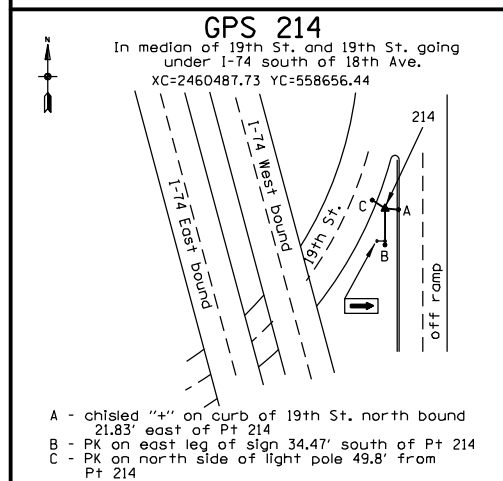 GPS 214
N
In median of 19th St. and 19th St. going
under I-74 south of 18th Ave.
XC=2460487.73 YC=558656.44
214
I-74 East bound
I-74 West bound
19th St.
C
A
B
off ramp
A - chisled "+" on curb of 19th St. north bound
21.83' east of Pt 214
B - PK on east leg of sign 34.47' south of Pt 214
C - PK on north side of light pole 49.8' from
Pt 214